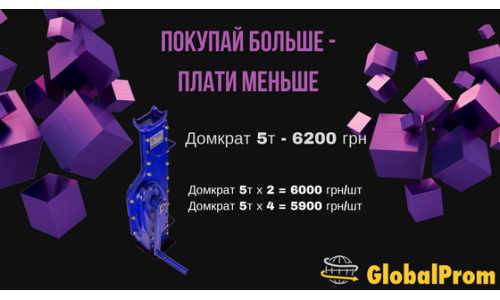 ПОКУПАЙ БОЛЬШЕ -
ПЛАТИ МЕНЬШЕ
Домкрат 5т - 6200 грн
Домкрат 5т x 2 = 6000 грн/шт
Домкрат 5т x 4 = 5900 грн/шт
GlobalProm